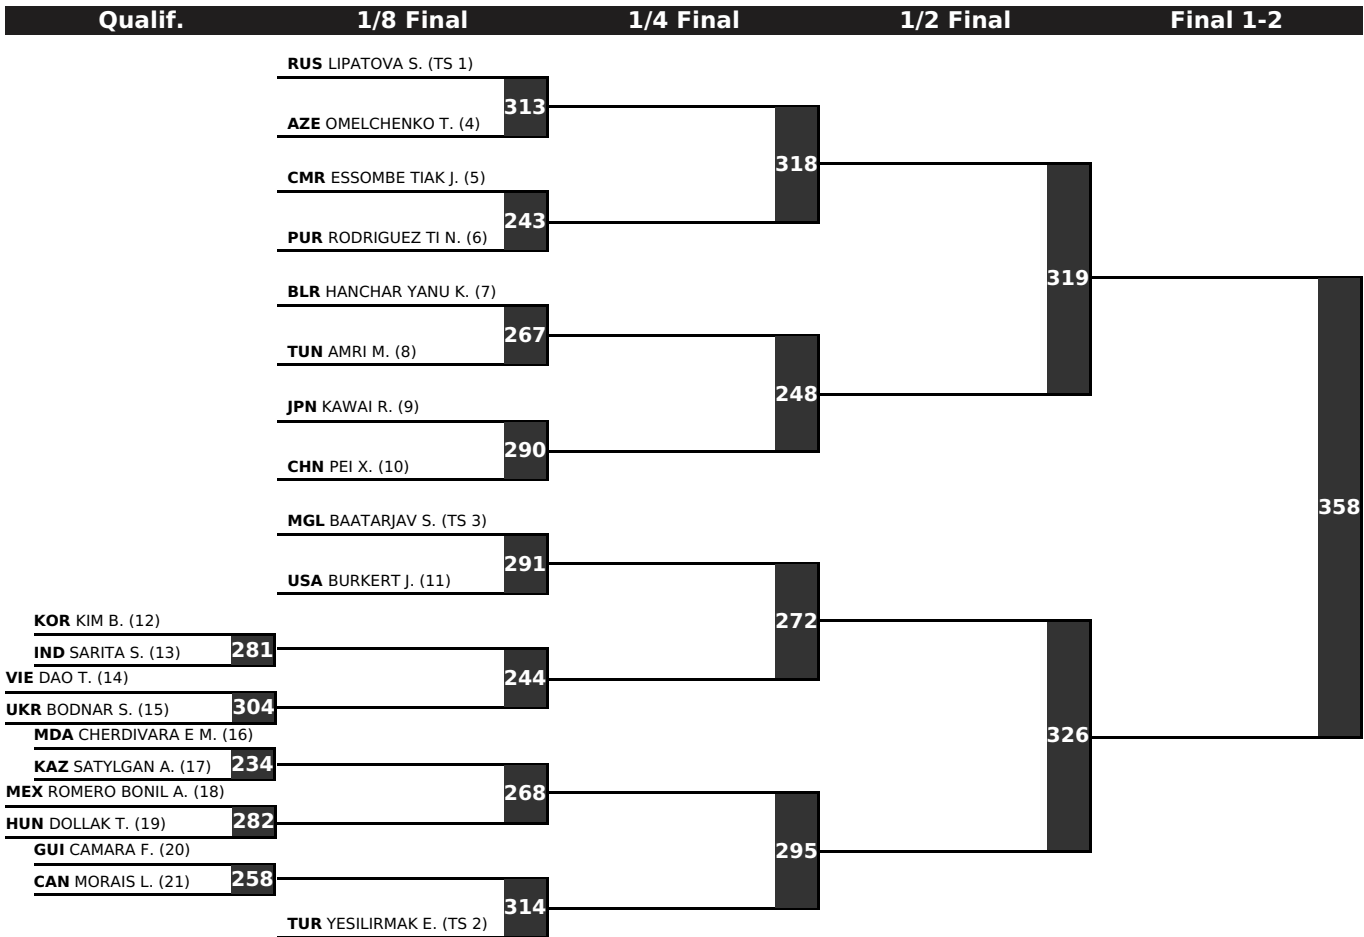 Qualif. 1/8 Final 1/4 Final 1/2 Final Final 1-2
RUS LIPATOVA S. (TS 1)
313
AZE OMELCHENKO T. (4)
318
CMR ESSOMBE TIAK J. (5)
243
PUR RODRIGUEZ TI N. (6)
319
BLR HANCHAR YANU K. (7)
267
TUN AMRI M. (8)
248
JPN KAWAI R. (9)
290
CHN PEI X. (10)
358
MGL BAATARJAV S. (TS 3)
291
USA BURKERT J. (11)
272
KOR KIM B. (12)
281
IND SARITA S. (13)
244
VIE DAO T. (14)
304
UKR BODNAR S. (15)
326
MDA CHERDIVARA E M. (16)
234
KAZ SATYLGAN A. (17)
268
MEX ROMERO BONIL A. (18)
282
HUN DOLLAK T. (19)
295
GUI CAMARA F. (20)
258
CAN MORAIS L. (21)
314
TUR YESILIRMAK E. (TS 2)